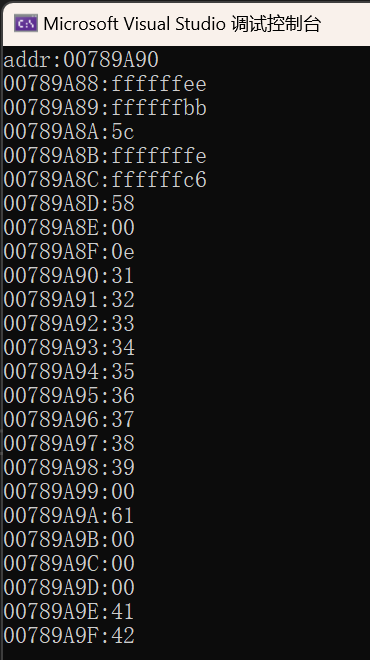 Microsoft Visual Studio 调试控制台
addr:00789A90
00789A88:ffffffee
00789A89:ffffffbb
00789A8A:5c
00789A8B:fffffffe
00789A8C:ffffffc6
00789A8D:58
00789A8E:00
00789A8F:0e
00789A90:31
00789A91:32
00789A92:33
00789A93:34
00789A94:35
00789A95:36
00789A96:37
00789A97:38
00789A98:39
00789A99:00
00789A9A:61
00789A9B:00
00789A9C:00
00789A9D:00
00789A9E:41
00789A9F:42